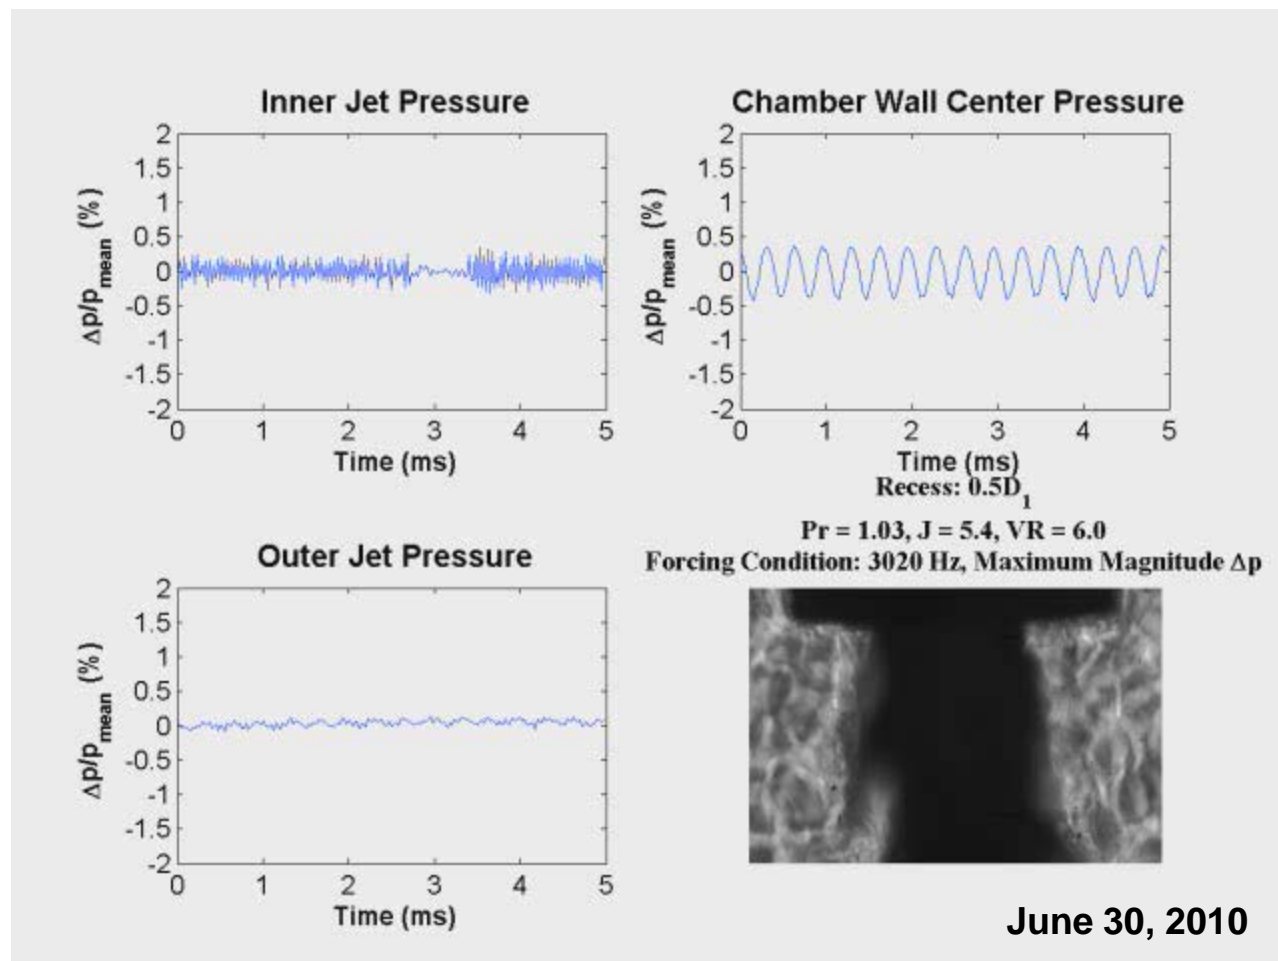 Inner Jet Pressure
2
1.5
1
0.5
0
-0.5
-1
-1.5
-2
Δp/p_mean (%)
0 1 2 3 4 5
Time (ms)
Chamber Wall Center Pressure
2
1.5
1
0.5
0
-0.5
-1
-1.5
-2
Δp/p_mean (%)
0 1 2 3 4 5
Time (ms)
Recess: 0.5D_1
Pr = 1.03, J = 5.4, VR = 6.0
Forcing Condition: 3020 Hz, Maximum Magnitude Δp
Outer Jet Pressure
2
1.5
1
0.5
0
-0.5
-1
-1.5
-2
Δp/p_mean (%)
0 1 2 3 4 5
Time (ms)
June 30, 2010